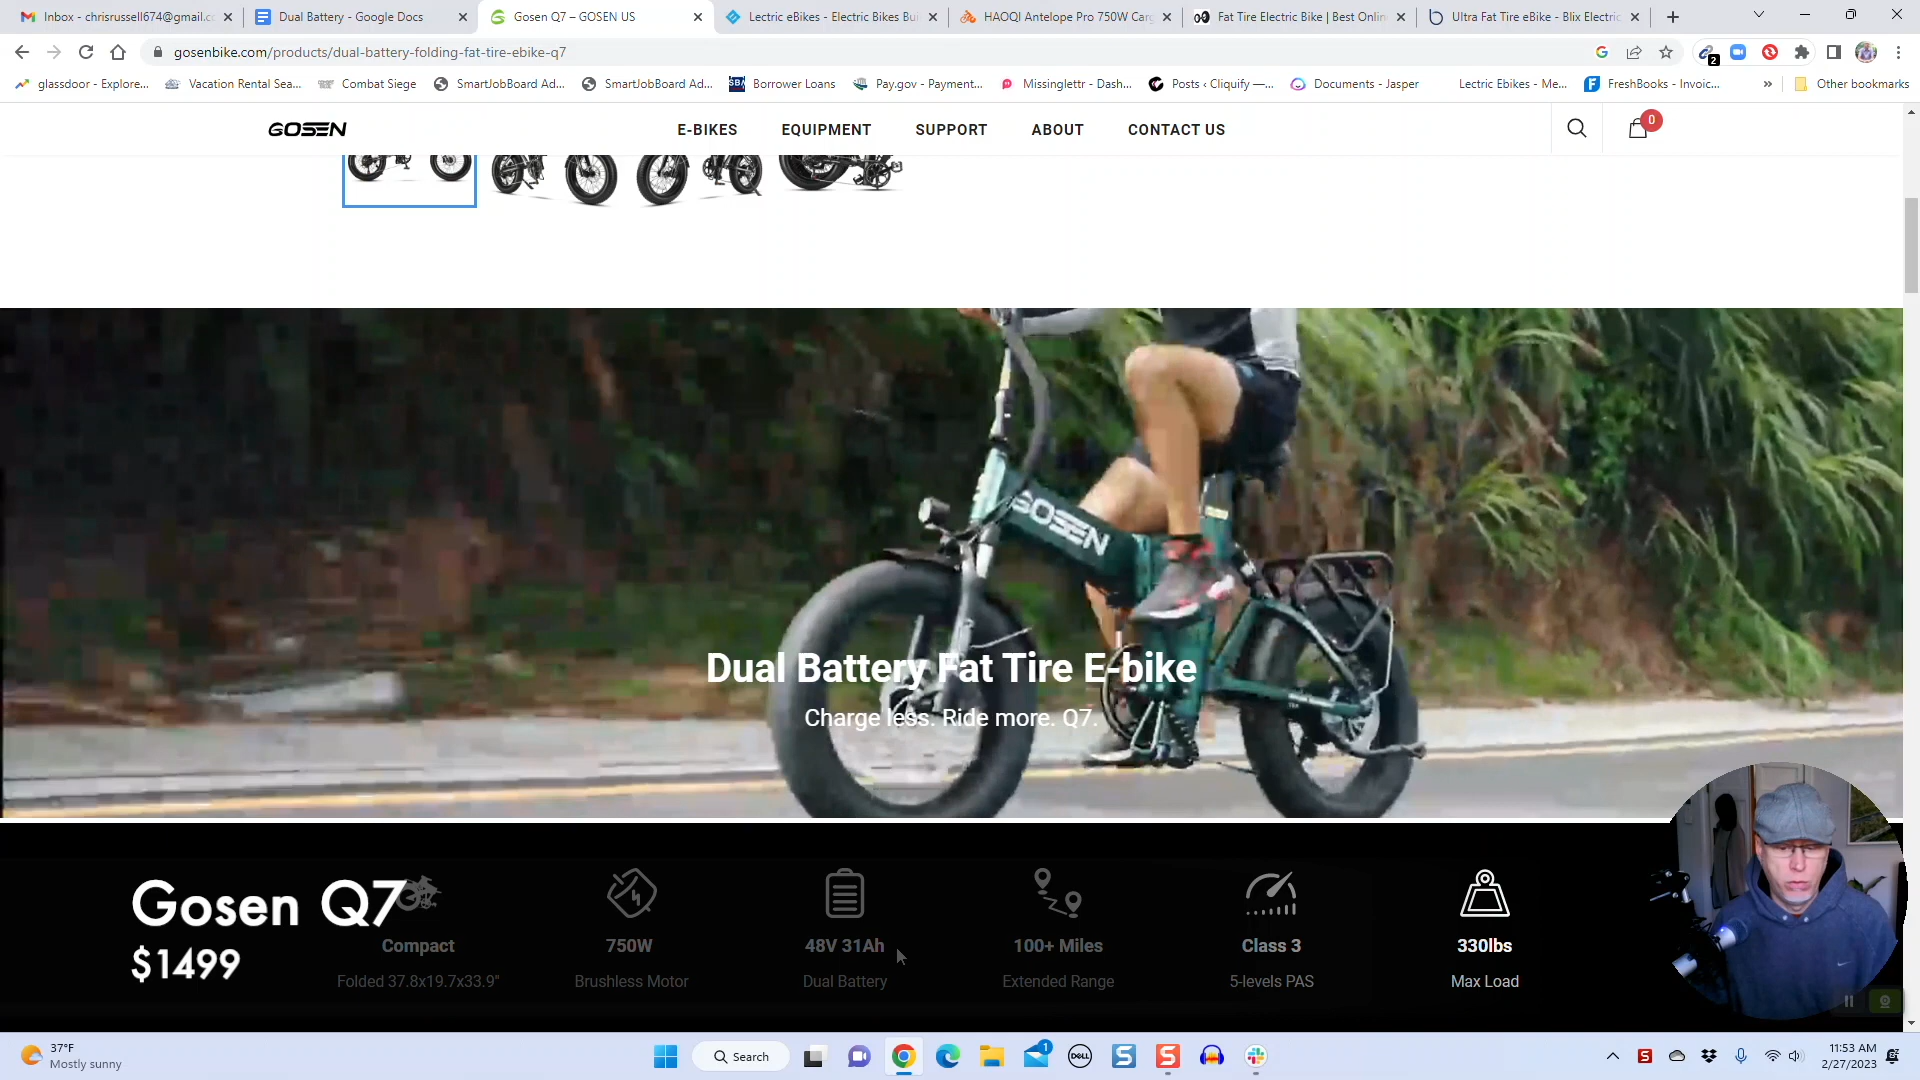 Inbox - chrisrussell674@gmail.cc
Dual Battery - Google Docs
Gosen Q7 – GOSEN US
Lectric eBikes - Electric Bikes Bui
HAOQI Antelope Pro 750W Carg
Fat Tire Electric Bike | Best Onlin
Ultra Fat Tire eBike - Blix Electric
gosenbike.com/products/dual-battery-folding-fat-tire-ebike-q7
2
glassdoor - Explore...
Vacation Rental Sea...
Combat Siege
SmartJobBoard Ad...
SmartJobBoard Ad...
SBA
Borrower Loans
Pay.gov - Payment...
Missinglettr - Dash...
Posts ‹ Cliquify —...
Documents - Jasper
Lectric Ebikes - Me...
FreshBooks - Invoic...
»
Other bookmarks
GOSEN
E-BIKES
EQUIPMENT
SUPPORT
ABOUT
CONTACT US
0
GOSEN
Dual Battery Fat Tire E-bike
Charge less. Ride more. Q7.
Gosen Q7
$1499
Compact
Folded 37.8x19.7x33.9"
750W
Brushless Motor
48V 31Ah
Dual Battery
100+ Miles
Extended Range
Class 3
5-levels PAS
330lbs
Max Load
37°F
Mostly sunny
Search
1
DELL
11:53 AM
2/27/2023